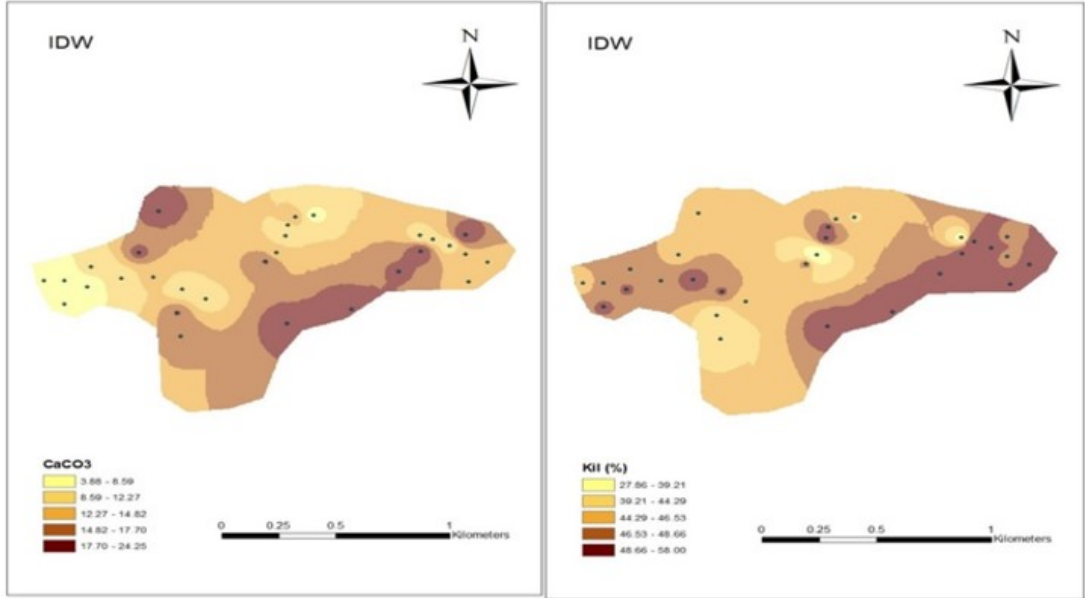 IDW
N
CaCO3
3.88 - 8.59
8.59 - 12.27
12.27 - 14.82
14.82 - 17.70
17.70 - 24.25
0 0.25 0.5 1
Kilometers
IDW
N
Kil (%)
27.86 - 39.21
39.21 - 44.29
44.29 - 46.53
46.53 - 48.66
48.66 - 58.00
0 0.25 0.5 1
Kilometers